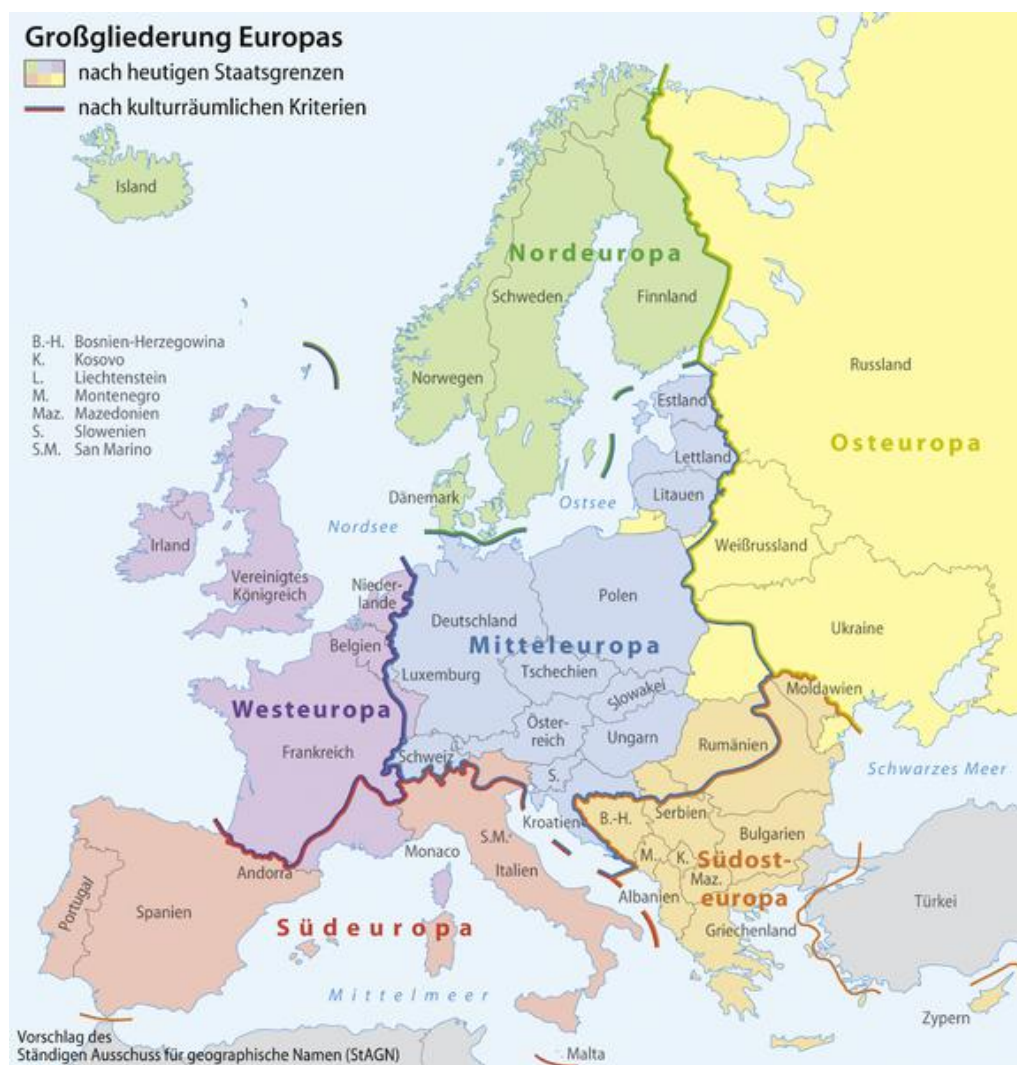 Großgliederung Europas
nach heutigen Staatsgrenzen
nach kulturräumlichen Kriterien
Island
Nordeuropa
Schweden
Finnland
B.-H. Bosnien-Herzegowina
K. Kosovo
L. Liechtenstein
M. Montenegro
Maz. Mazedonien
S. Slowenien
S.M. San Marino
Norwegen
Russland
Estland
Osteuropa
Lettland
Dänemark
Ostsee
Litauen
Nordsee
Irland
Weißrussland
Vereinigtes
Königreich
Nieder-
lande
Deutschland
Polen
Ukraine
Belgien
Mitteleuropa
Luxemburg
Tschechien
Slowakei
Moldawien
Westeuropa
Öster-
reich
Ungarn
Rumänien
Frankreich
Schweiz
Schwarzes Meer
S.
Kroatien
B.-H.
Serbien
Bulgarien
S.M.
Monaco
Italien
M.
K.
Südost-
europa
Maz.
Andorra
Albanien
Portugal
Spanien
Südeuropa
Griechenland
Türkei
Mittelmeer
Zypern
Malta
Vorschlag des
Ständigen Ausschuss für geographische Namen (StAGN)